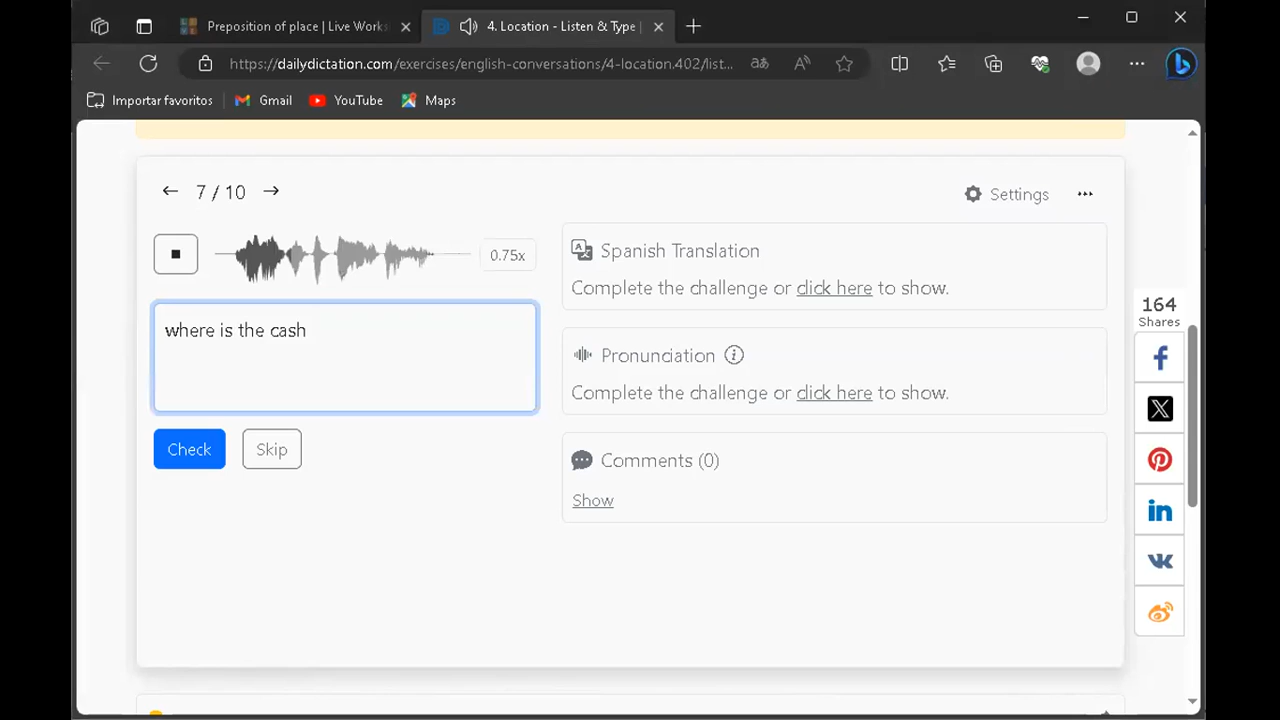 Preposition of place | Live Works
4. Location - Listen & Type |
https://dailydictation.com/exercises/english-conversations/4-location.402/list...
Importar favoritos
Gmail
YouTube
Maps
7 / 10
Settings
0.75x
where is the cash
Check
Skip
Spanish Translation
Complete the challenge or click here to show.
Pronunciation
Complete the challenge or click here to show.
Comments (0)
Show
164
Shares